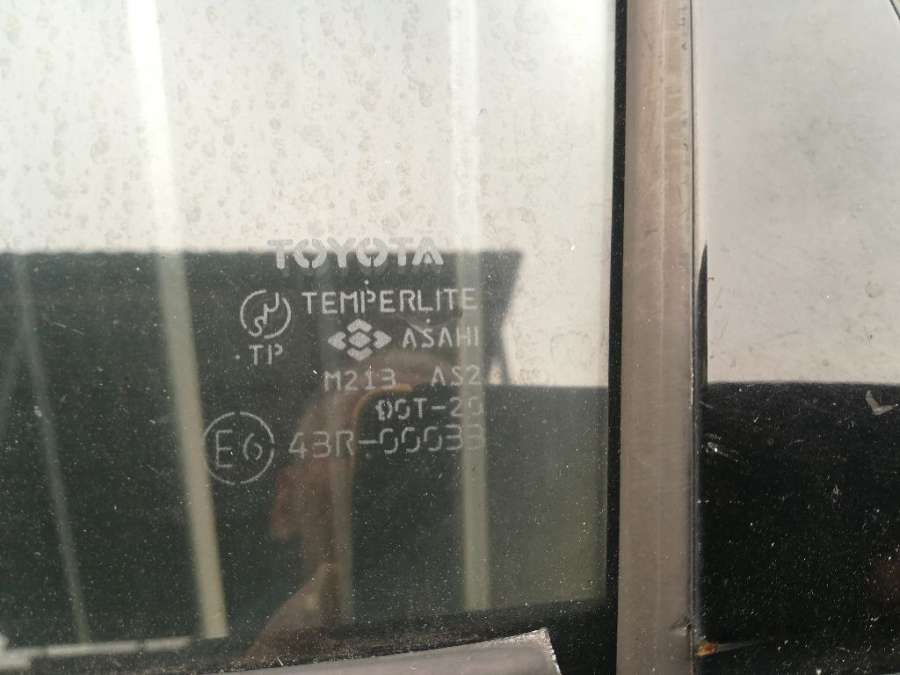 TOYOTA
TEMPERLITE
TP
ASAHI
M213 AS2
DOT-20
E6 43R-00033